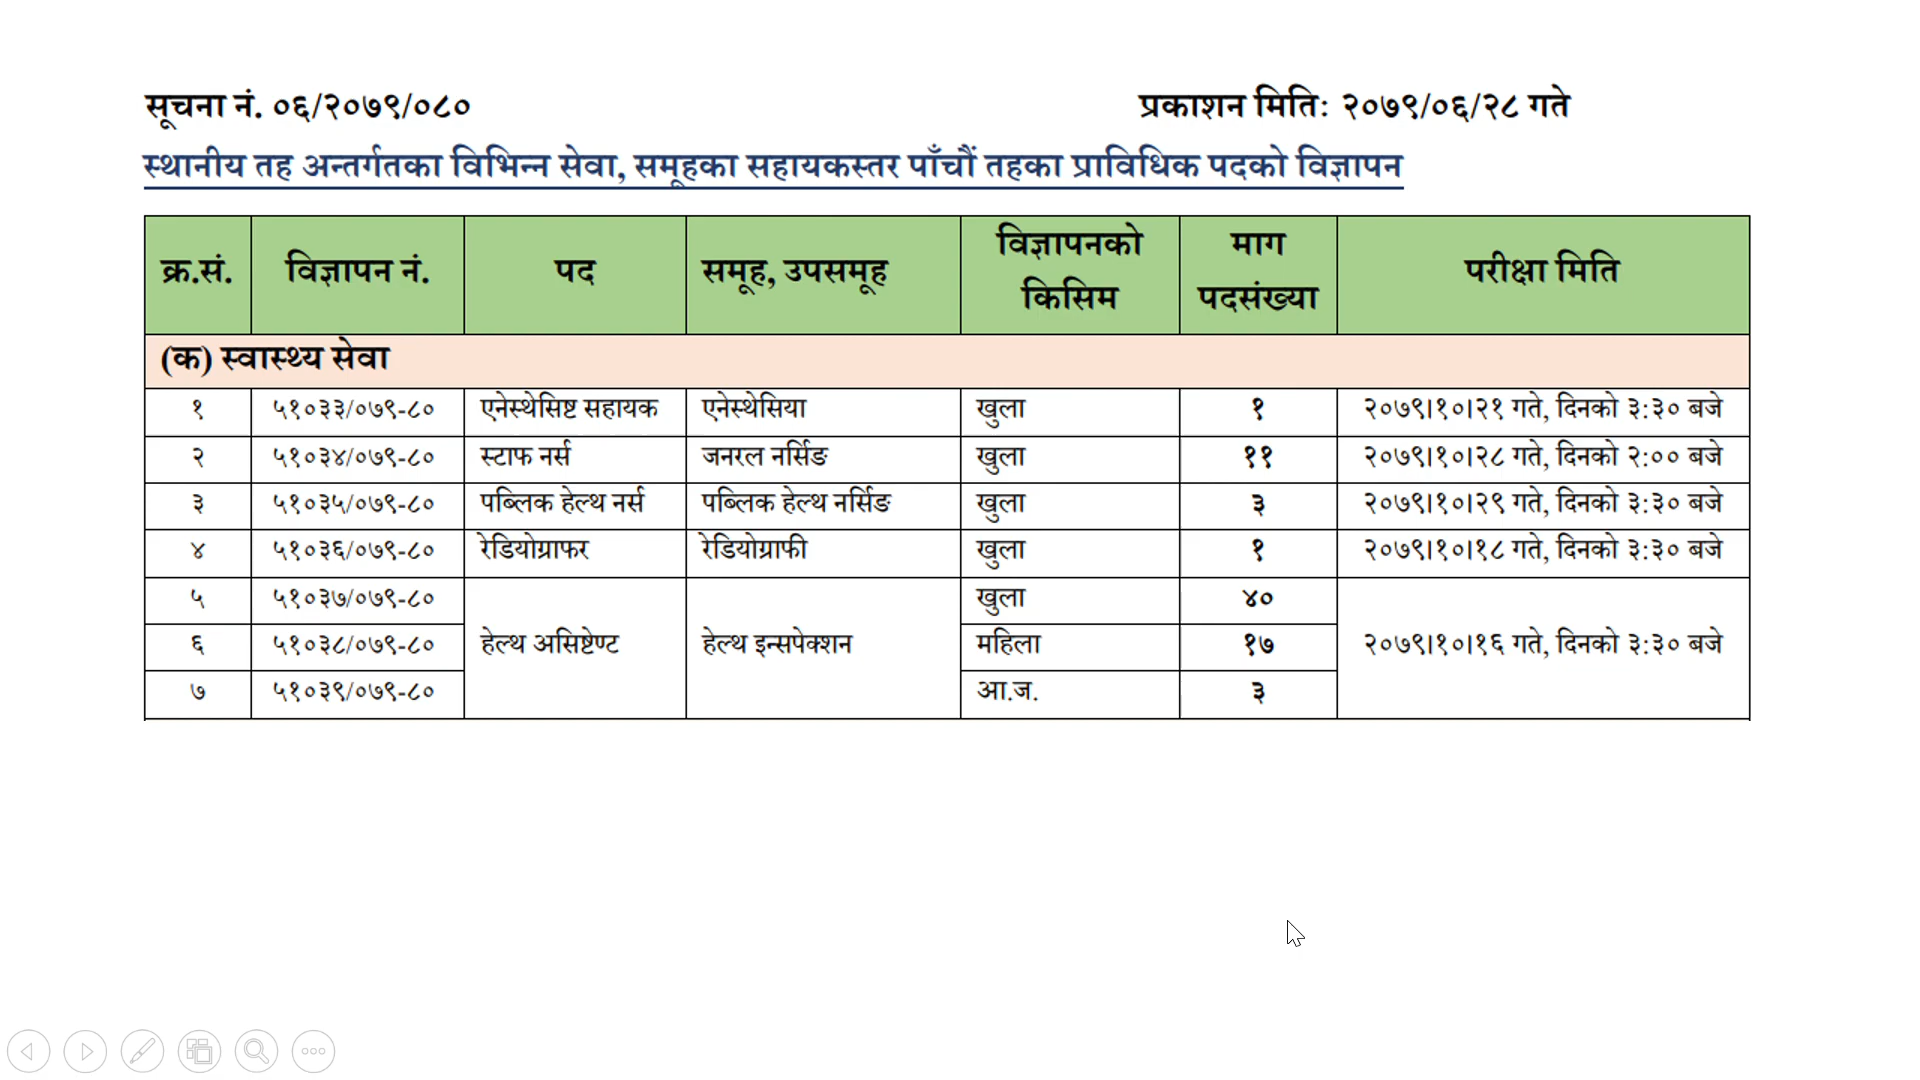 सूचना नं. ०६/२०७९/०८० प्रकाशन मितिः २०७९/०६/२८ गते
स्थानीय तह अन्तर्गतका विभिन्न सेवा, समूहका सहायकस्तर पाँचौं तहका प्राविधिक पदको विज्ञापन
क्र.सं. विज्ञापन नं. पद समूह, उपसमूह विज्ञापनको किसिम माग पदसंख्या परीक्षा मिति
(क) स्वास्थ्य सेवा
१ ५१०३३/०७९-८० एनेस्थेसिष्ट सहायक एनेस्थेसिया खुला १ २०७९।१०।२१ गते, दिनको ३:३० बजे
२ ५१०३४/०७९-८० स्टाफ नर्स जनरल नर्सिङ खुला ११ २०७९।१०।२८ गते, दिनको २:०० बजे
३ ५१०३५/०७९-८० पब्लिक हेल्थ नर्स पब्लिक हेल्थ नर्सिङ खुला ३ २०७९।१०।२९ गते, दिनको ३:३० बजे
४ ५१०३६/०७९-८० रेडियोग्राफर रेडियोग्राफी खुला १ २०७९।१०।१८ गते, दिनको ३:३० बजे
५ ५१०३७/०७९-८० खुला ४०
६ ५१०३८/०७९-८० हेल्थ असिष्टेण्ट हेल्थ इन्सपेक्शन महिला १७ २०७९।१०।१६ गते, दिनको ३:३० बजे
७ ५१०३९/०७९-८० आ.ज. ३